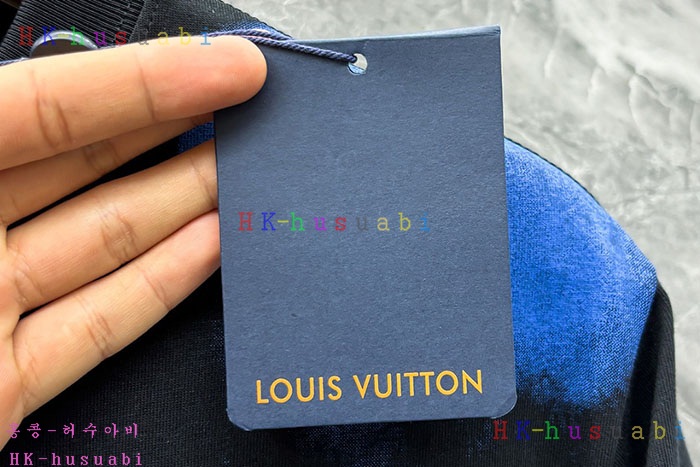 HK-husuabi
HK-husuabi
LOUIS VUITTON
홍콩-허수아비
HK-husuabi
HK-husuabi